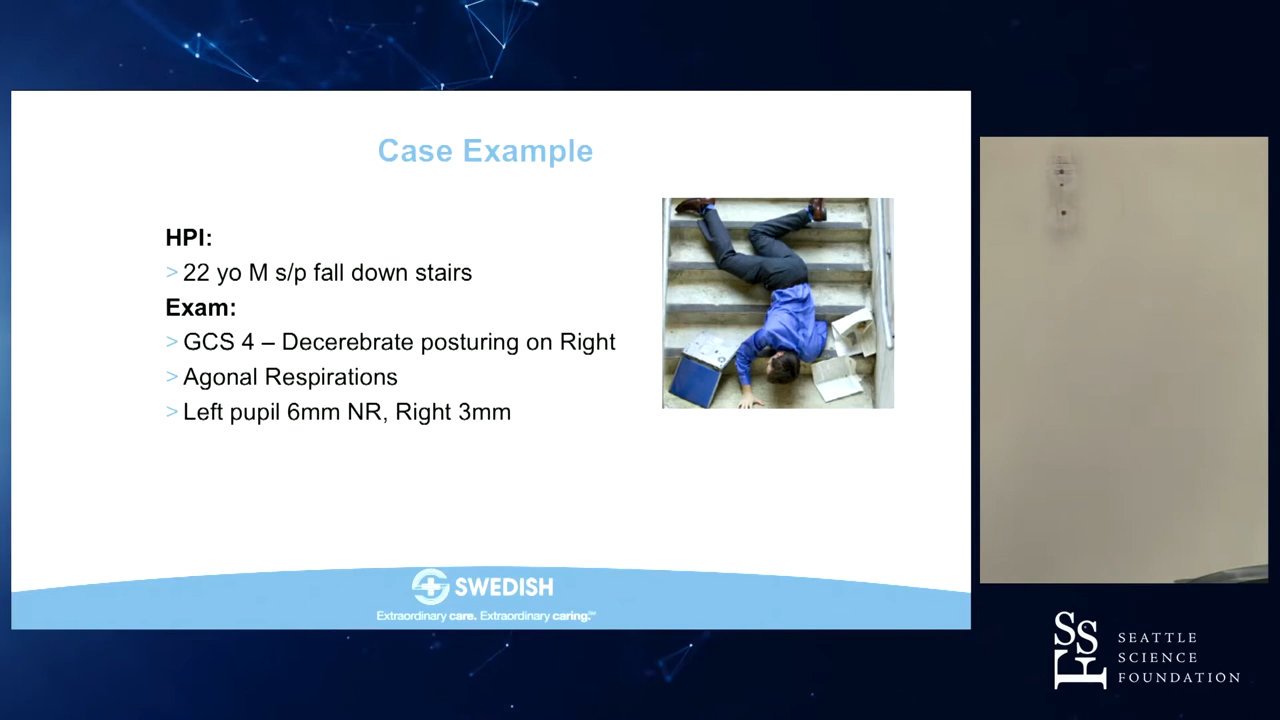 Case Example
HPI:
> 22 yo M s/p fall down stairs
Exam:
> GCS 4 – Decerebrate posturing on Right
> Agonal Respirations
> Left pupil 6mm NR, Right 3mm
SWEDISH
Extraordinary care. Extraordinary caring.℠
SSF
SEATTLE
SCIENCE
FOUNDATION